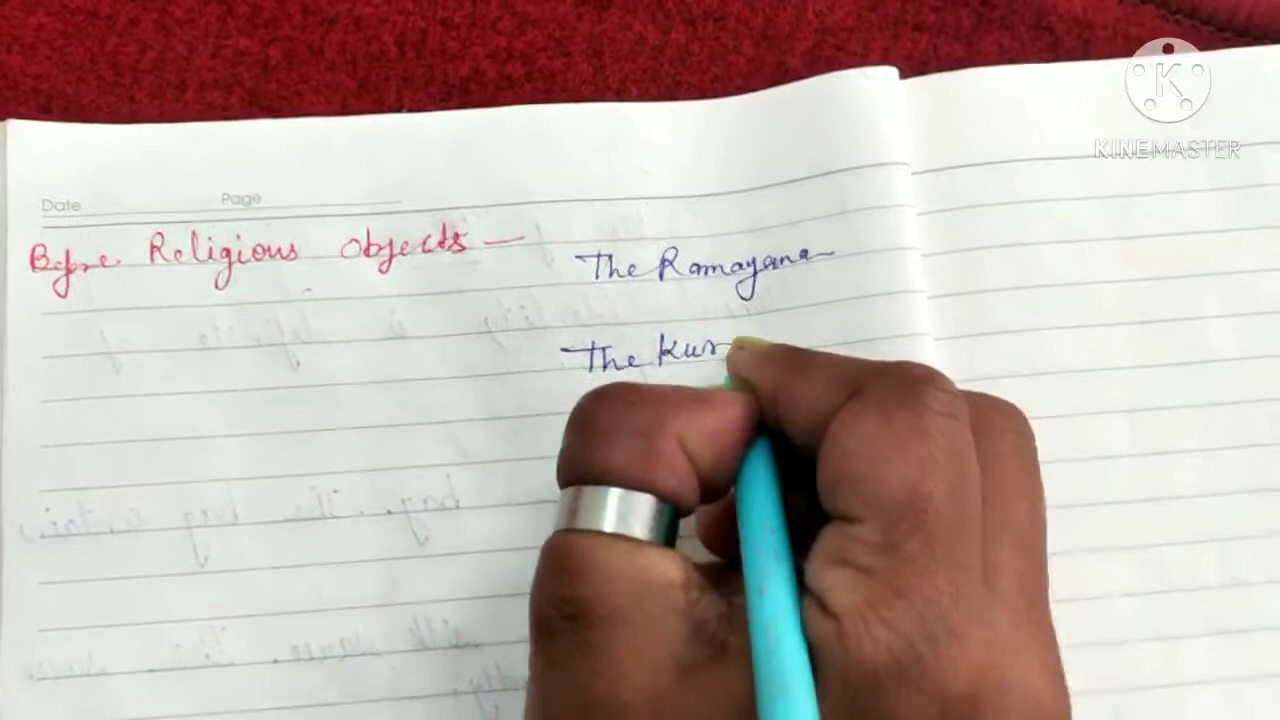 KINEMASTER
Date Page
Before Religious Objects —
The Ramayana
The Kur